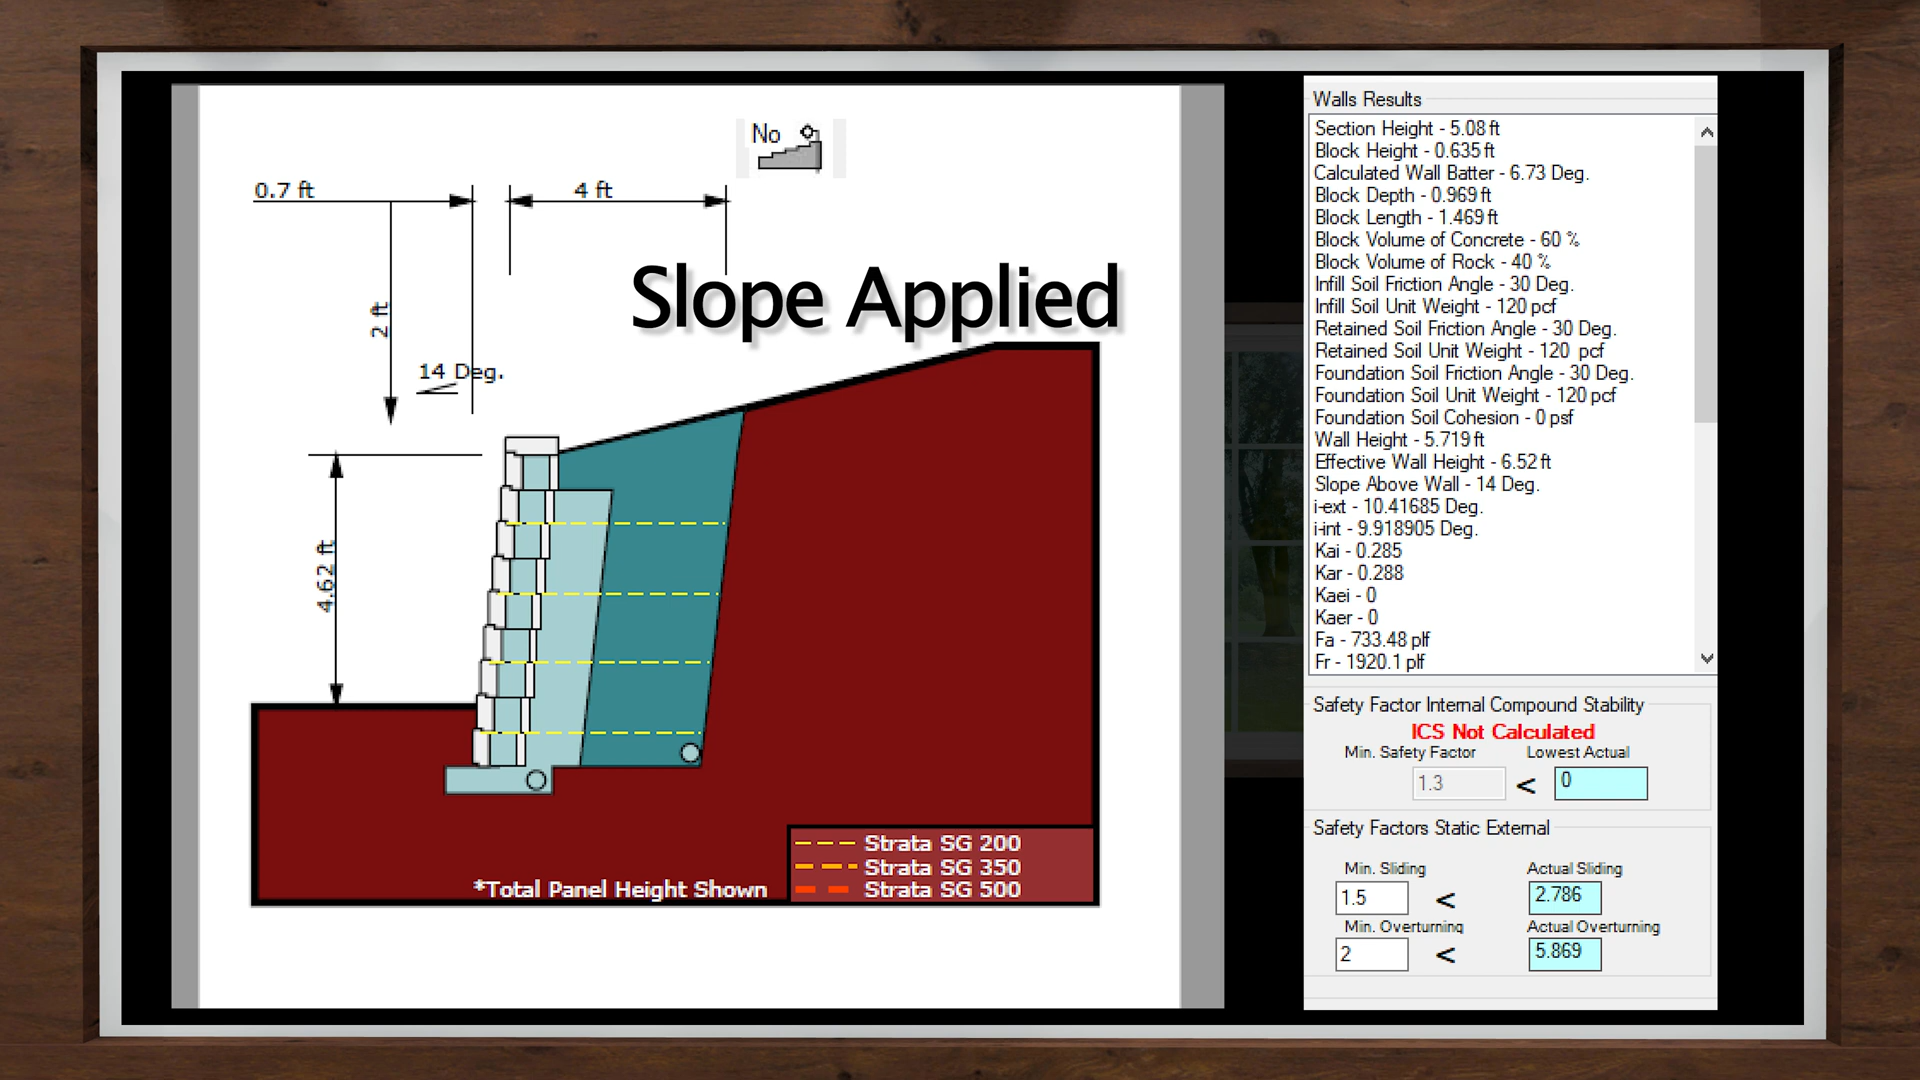 No
0.7 ft
4 ft
Slope Applied
2 ft
14 Deg.
4.62 ft
Strata SG 200
Strata SG 350
*Total Panel Height Shown
Strata SG 500
Walls Results
Section Height - 5.08 ft
Block Height - 0.635 ft
Calculated Wall Batter - 6.73 Deg.
Block Depth - 0.969 ft
Block Length - 1.469 ft
Block Volume of Concrete - 60 %
Block Volume of Rock - 40 %
Infill Soil Friction Angle - 30 Deg.
Infill Soil Unit Weight - 120 pcf
Retained Soil Friction Angle - 30 Deg.
Retained Soil Unit Weight - 120 pcf
Foundation Soil Friction Angle - 30 Deg.
Foundation Soil Unit Weight - 120 pcf
Foundation Soil Cohesion - 0 psf
Wall Height - 5.719 ft
Effective Wall Height - 6.52 ft
Slope Above Wall - 14 Deg.
i-ext - 10.41685 Deg.
i-int - 9.918905 Deg.
Kai - 0.285
Kar - 0.288
Kaei - 0
Kaer - 0
Fa - 733.48 plf
Fr - 1920.1 plf
Safety Factor Internal Compound Stability
ICS Not Calculated
Min. Safety Factor Lowest Actual
1.3 < 0
Safety Factors Static External
Min. Sliding Actual Sliding
1.5 < 2.786
Min. Overturning Actual Overturning
2 < 5.869